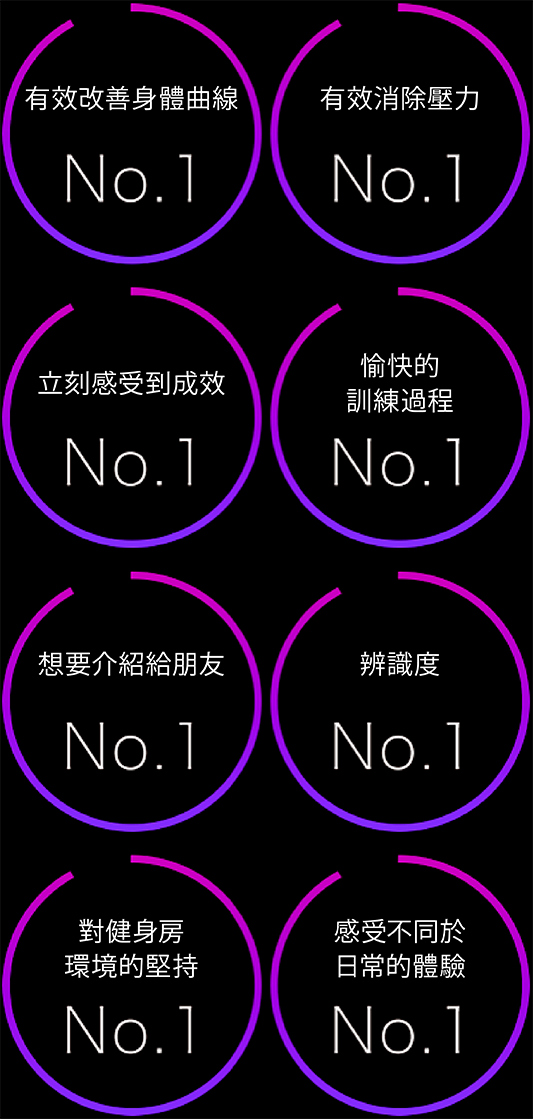 有效改善身體曲線
No.1
有效消除壓力
No.1
立刻感受到成效
No.1
愉快的
訓練過程
No.1
想要介紹給朋友
No.1
辨識度
No.1
對健身房
環境的堅持
No.1
感受不同於
日常的體驗
No.1